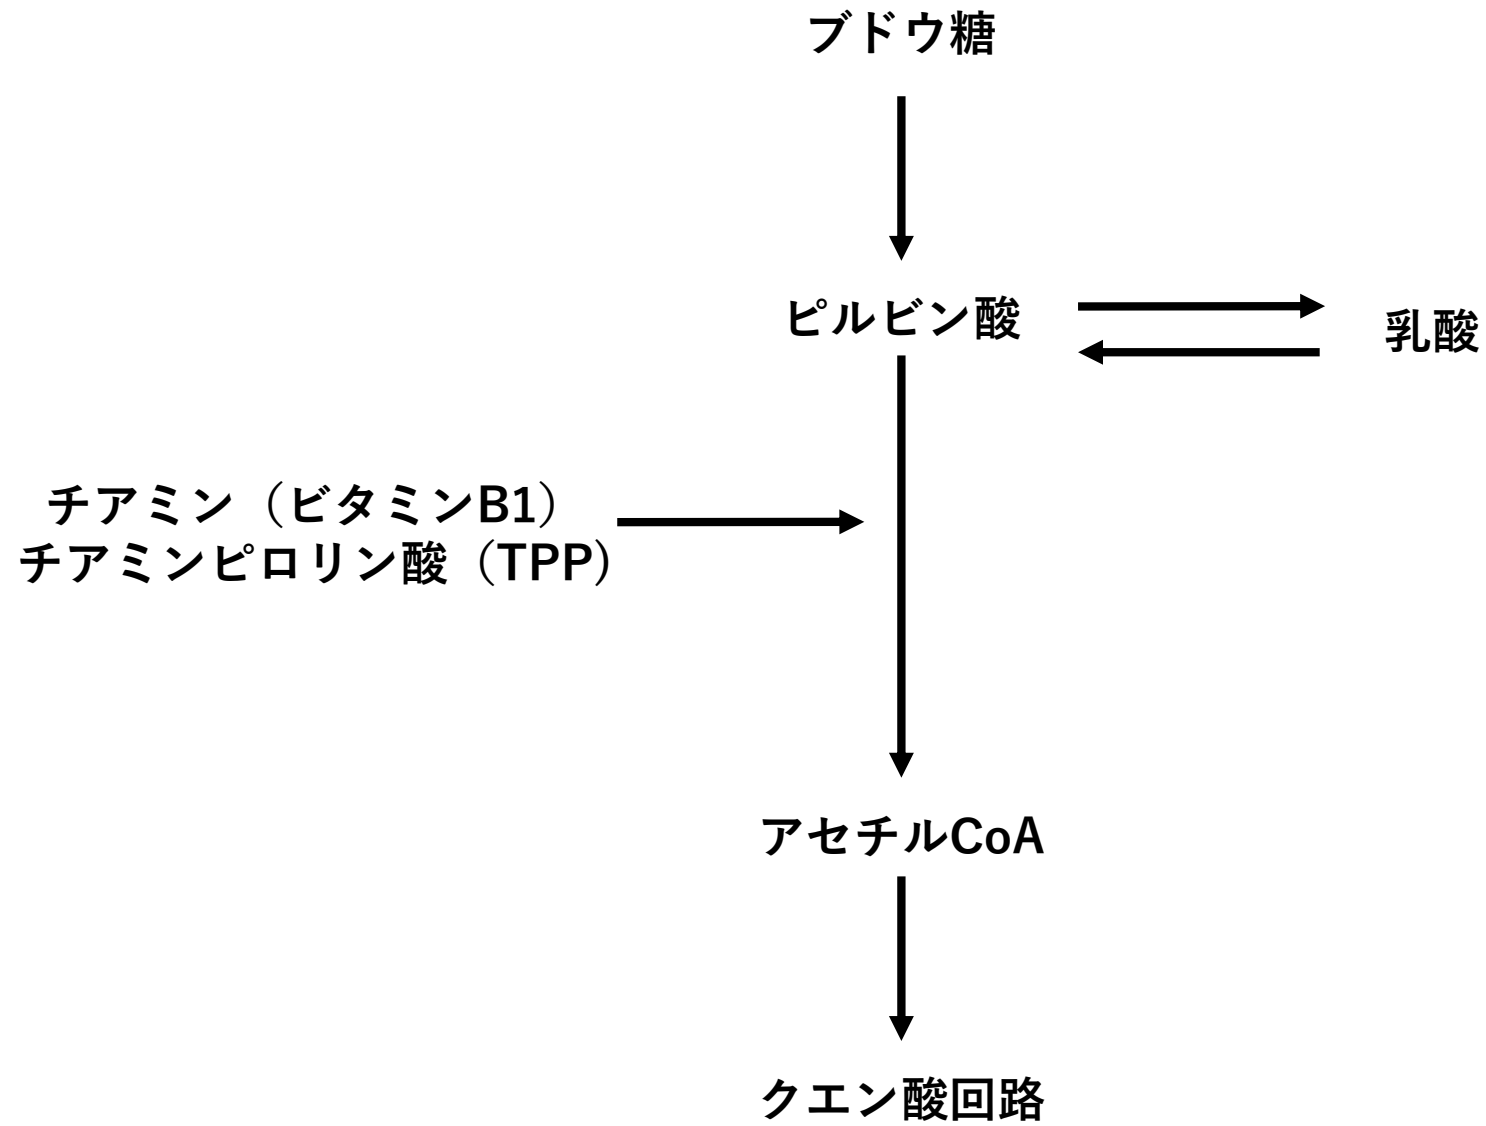 ブドウ糖
ピルビン酸
乳酸
チアミン（ビタミンB1）
チアミンピロリン酸（TPP）
アセチルCoA
クエン酸回路